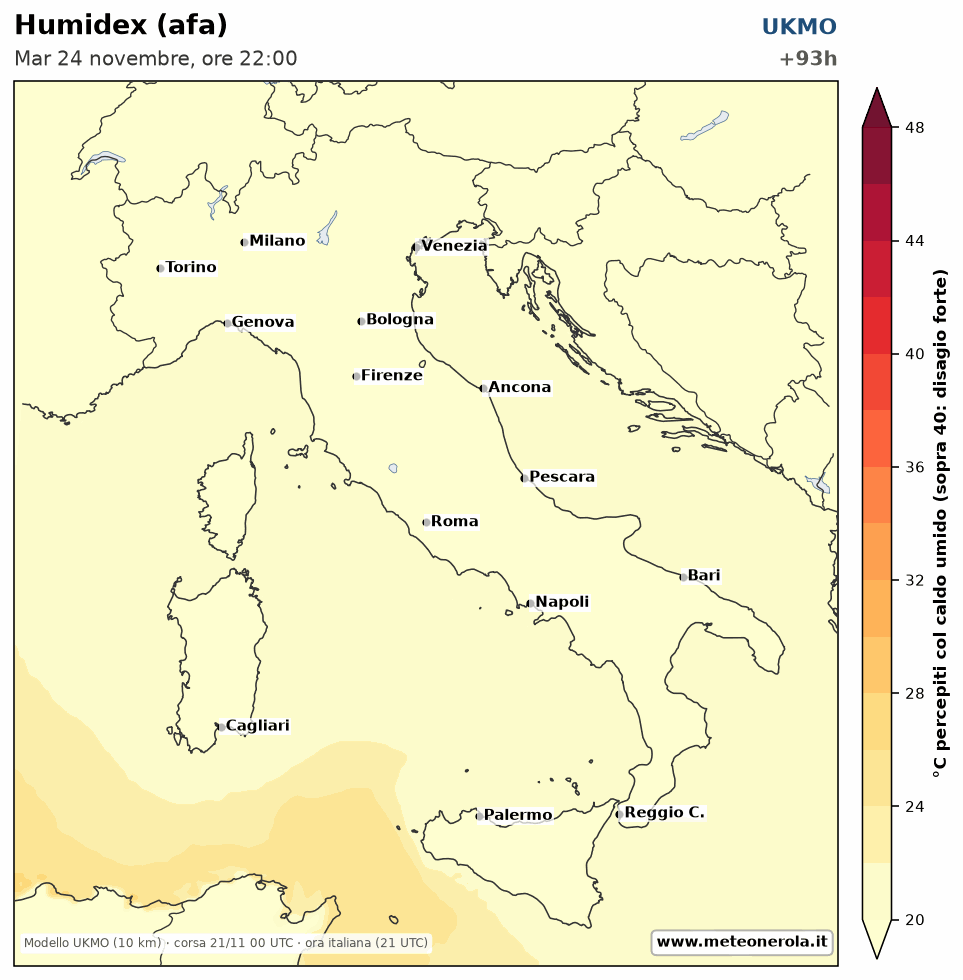 Humidex (afa)
UKMO
Mar 24 novembre, ore 22:00
+93h
48
44
40
36
32
28
24
20
°C percepiti col caldo umido (sopra 40: disagio forte)
Milano
Venezia
Torino
Genova
Bologna
Firenze
Ancona
Pescara
Roma
Bari
Napoli
Cagliari
Palermo
Reggio C.
Modello UKMO (10 km) · corsa 21/11 00 UTC · ora italiana (21 UTC)
www.meteonerola.it